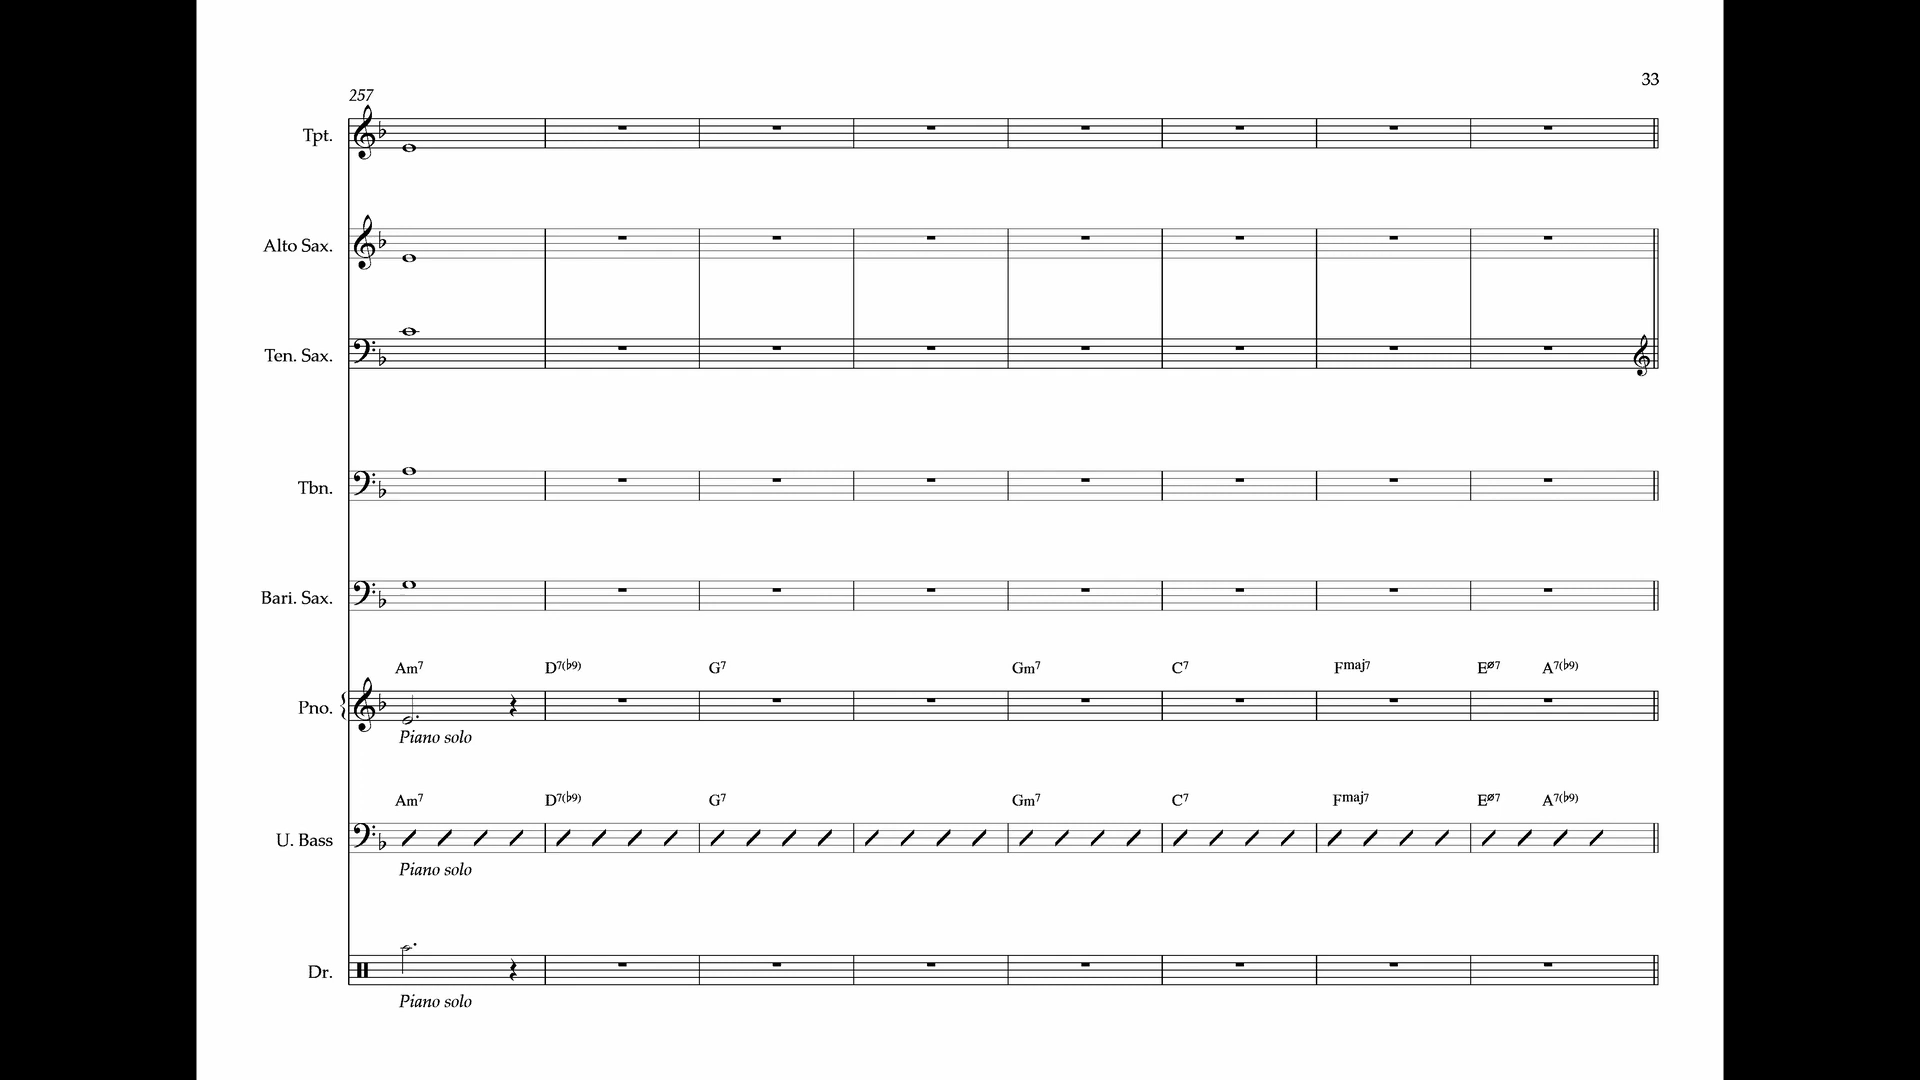 33
257
Tpt.
Alto Sax.
Ten. Sax.
Tbn.
Bari. Sax.
Am7 D7(♭9) G7 Gm7 C7 Fmaj7 Eø7 A7(♭9)
Pno.
Piano solo
Am7 D7(♭9) G7 Gm7 C7 Fmaj7 Eø7 A7(♭9)
U. Bass
Piano solo
Dr.
Piano solo